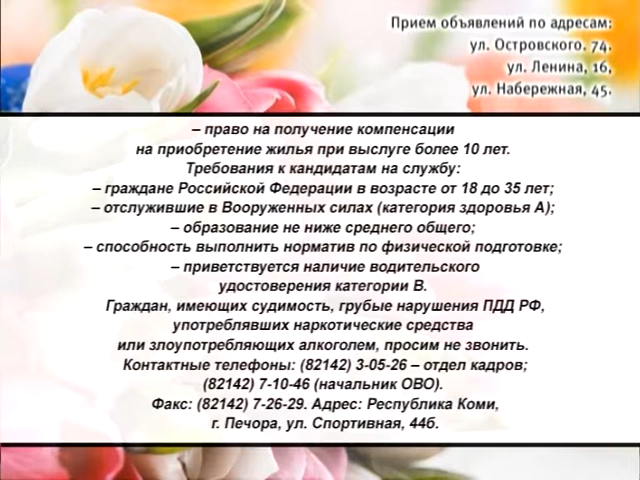 Прием объявлений по адресам:
ул. Островского. 74.
ул. Ленина, 16,
ул. Набережная, 45.
– право на получение компенсации
на приобретение жилья при выслуге более 10 лет.
Требования к кандидатам на службу:
– граждане Российской Федерации в возрасте от 18 до 35 лет;
– отслужившие в Вооруженных силах (категория здоровья А);
– образование не ниже среднего общего;
– способность выполнить норматив по физической подготовке;
– приветствуется наличие водительского
удостоверения категории В.
Граждан, имеющих судимость, грубые нарушения ПДД РФ,
употреблявших наркотические средства
или злоупотребляющих алкоголем, просим не звонить.
Контактные телефоны: (82142) 3-05-26 – отдел кадров;
(82142) 7-10-46 (начальник ОВО).
Факс: (82142) 7-26-29. Адрес: Республика Коми,
г. Печора, ул. Спортивная, 44б.